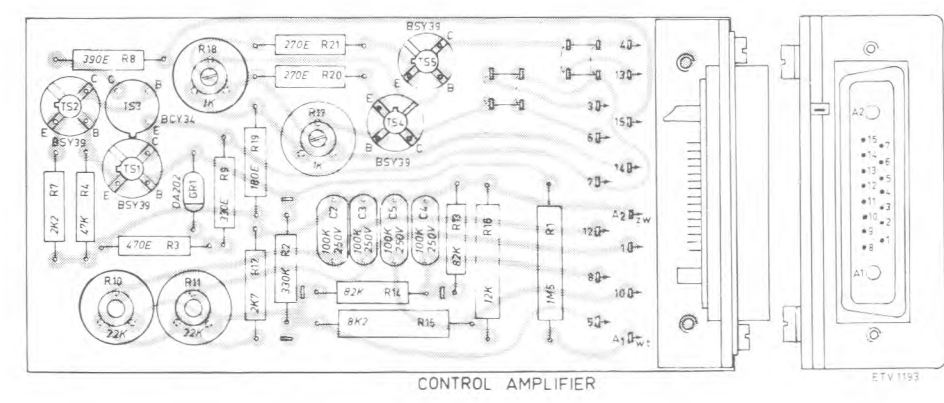 390E R8
R18
1K
270E R21
270E R20
BSY39
C
TS5
E
B
C
TS2
E
B
BSY39
C
TS3
E
B
BCY34
C
TS1
E
B
BSY39
R17
1K
E
C
TS4
B
BSY39
R7
2K2
R4
47K
OA202
GR1
R9
330E
R19
180E
470E R3
R10
22K
R11
22K
R12
2K7
R2
330K
C2
100K
250V
C3
100K
250V
C5
100K
250V
C4
100K
250V
R13
82K
R16
12K
R1
1M5
82K R14
8K2 R15
4
13
3
15
6
14
7
A2 zw
12
1
8
10
5
A1 wt
A2
15
7
14
6
13
5
12
4
11
3
10
2
9
1
8
A1
CONTROL AMPLIFIER
ETV 1193